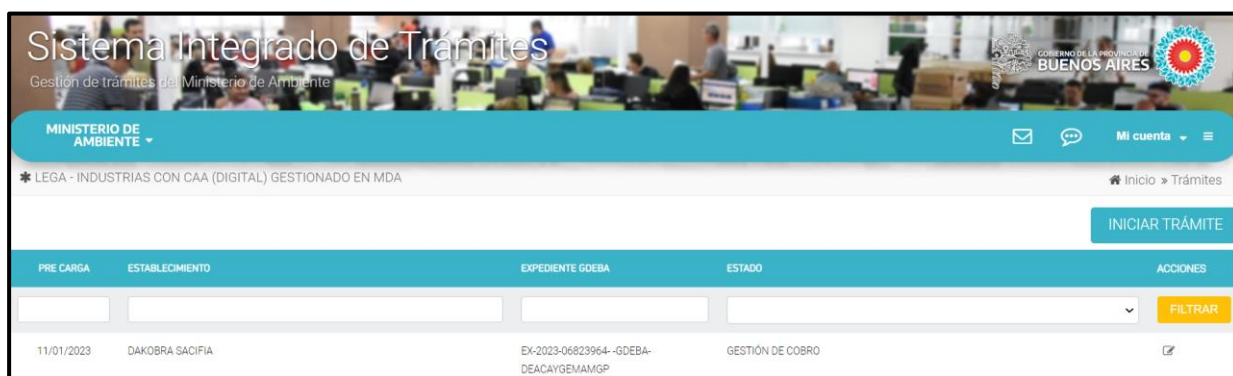 Sistema Integrado de Trámites
Gestión de trámites del Ministerio de Ambiente
GOBIERNO DE LA PROVINCIA DE
BUENOS AIRES
MINISTERIO DE
AMBIENTE
Mi cuenta
LEGA - INDUSTRIAS CON CAA (DIGITAL) GESTIONADO EN MDA
Inicio » Trámites
INICIAR TRÁMITE
PRE CARGA ESTABLECIMIENTO EXPEDIENTE GDEBA ESTADO ACCIONES
FILTRAR
11/01/2023 DAKOBRA SACIFIA EX-2023-06823964- -GDEBA- GESTIÓN DE COBRO
DEACAYGEMAMGP